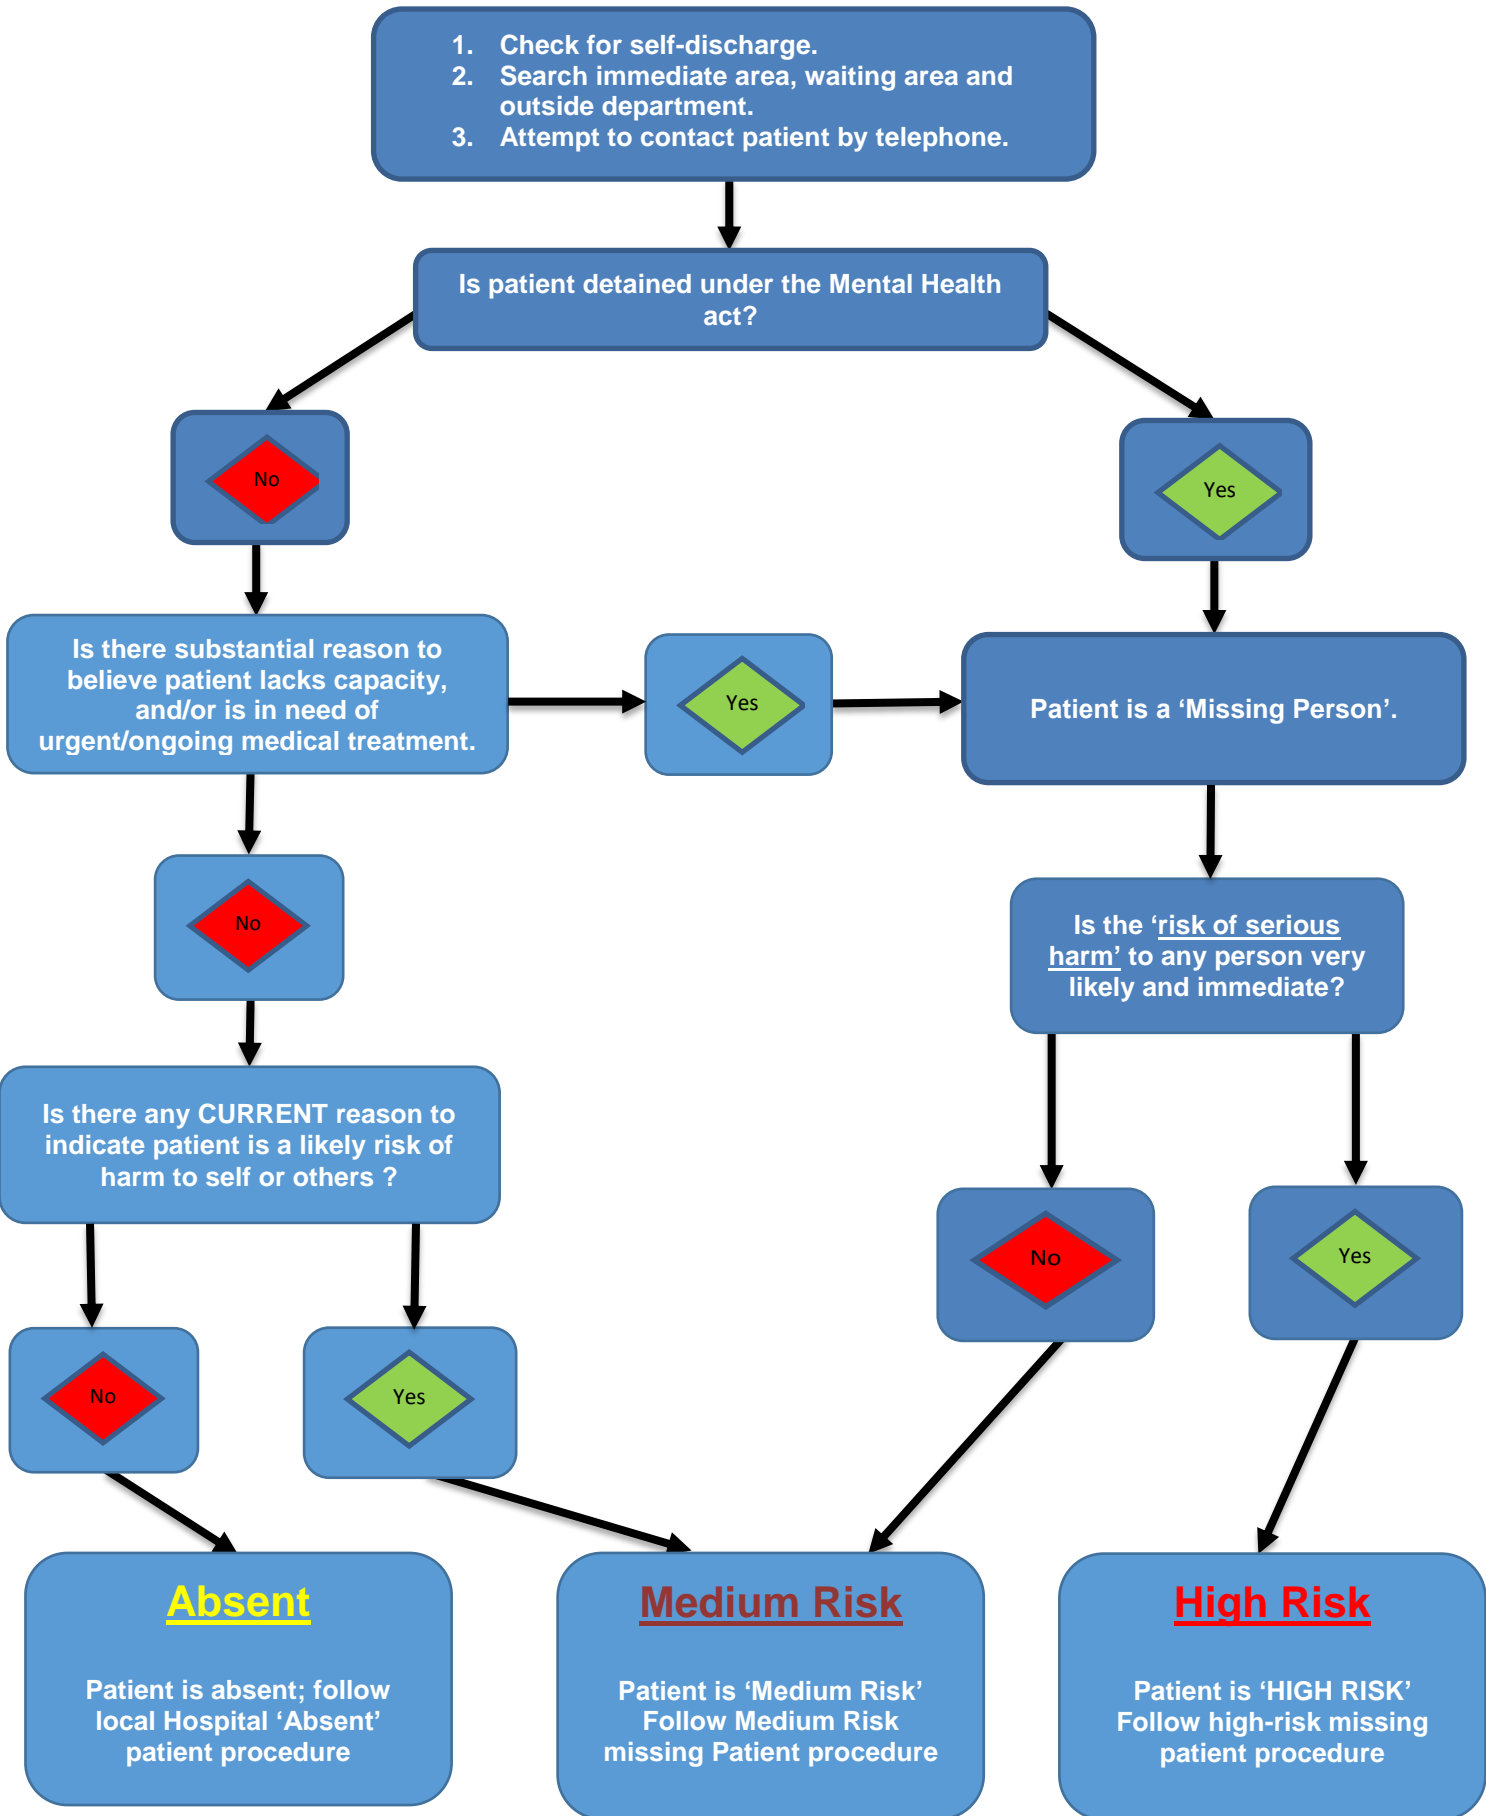 1. Check for self-discharge.
2. Search immediate area, waiting area and
outside department.
3. Attempt to contact patient by telephone.
Is patient detained under the Mental Health
act?
No
Yes
Is there substantial reason to
believe patient lacks capacity,
and/or is in need of
urgent/ongoing medical treatment.
Yes
Patient is a ‘Missing Person’.
No
Is the ‘risk of serious
harm’ to any person very
likely and immediate?
Is there any CURRENT reason to
indicate patient is a likely risk of
harm to self or others ?
No
Yes
No
Yes
Absent
Patient is absent; follow
local Hospital ‘Absent’
patient procedure
Medium Risk
Patient is ‘Medium Risk’
Follow Medium Risk
missing Patient procedure
High Risk
Patient is ‘HIGH RISK’
Follow high-risk missing
patient procedure